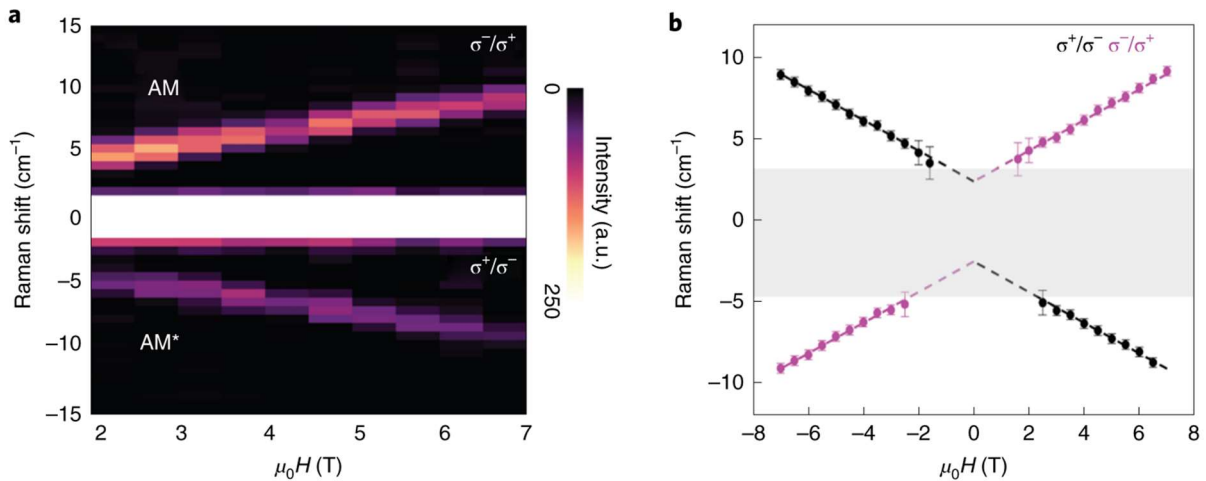 a
15
10
5
0
−5
−10
−15
Raman shift (cm⁻¹)
AM
σ⁻/σ⁺
AM*
σ⁺/σ⁻
2 3 4 5 6 7
μ₀H (T)
0
Intensity (a.u.)
250
b
10
5
0
−5
−10
Raman shift (cm⁻¹)
σ⁺/σ⁻ σ⁻/σ⁺
−8 −6 −4 −2 0 2 4 6 8
μ₀H (T)